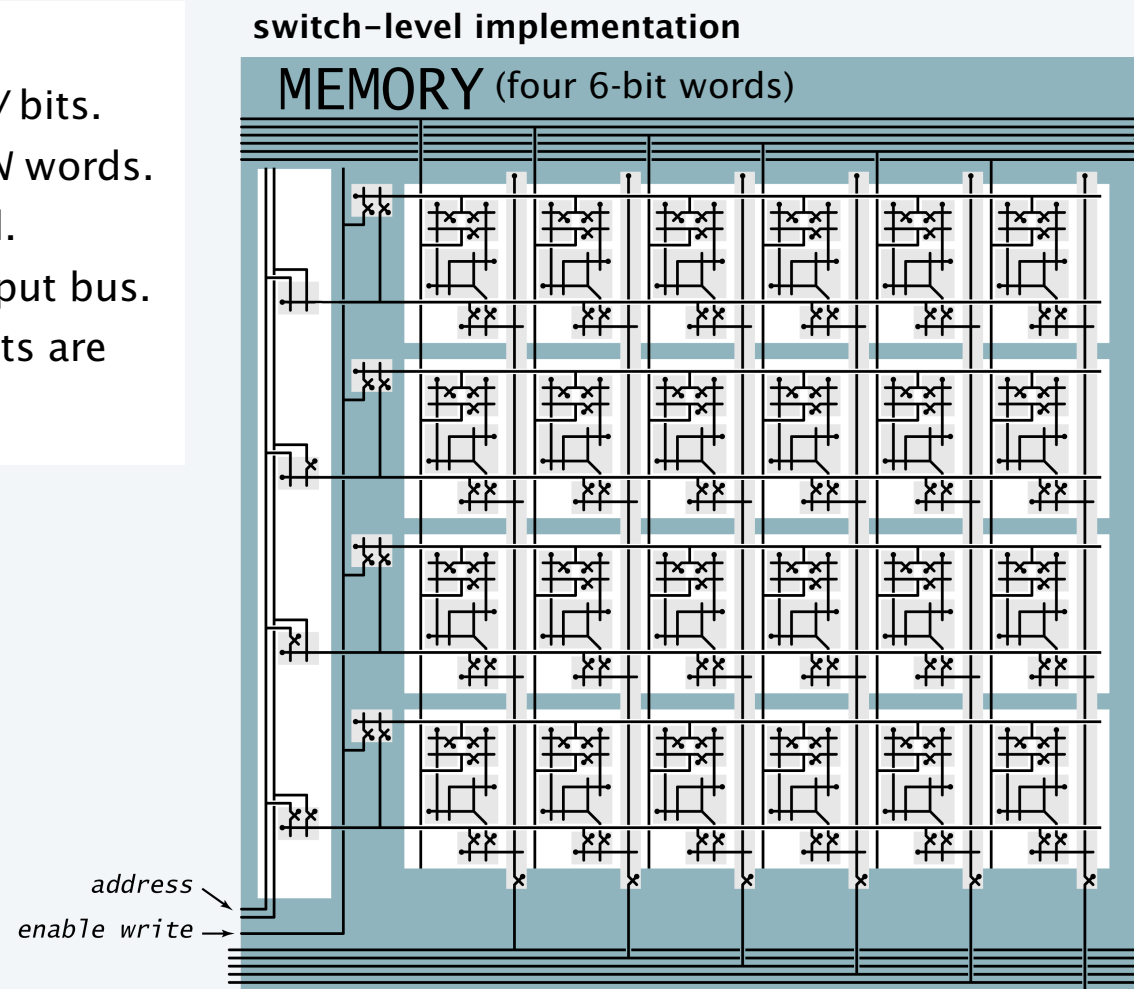 switch–level implementation
MEMORY (four 6-bit words)
bits.
words.
put bus.
ts are
address
enable write